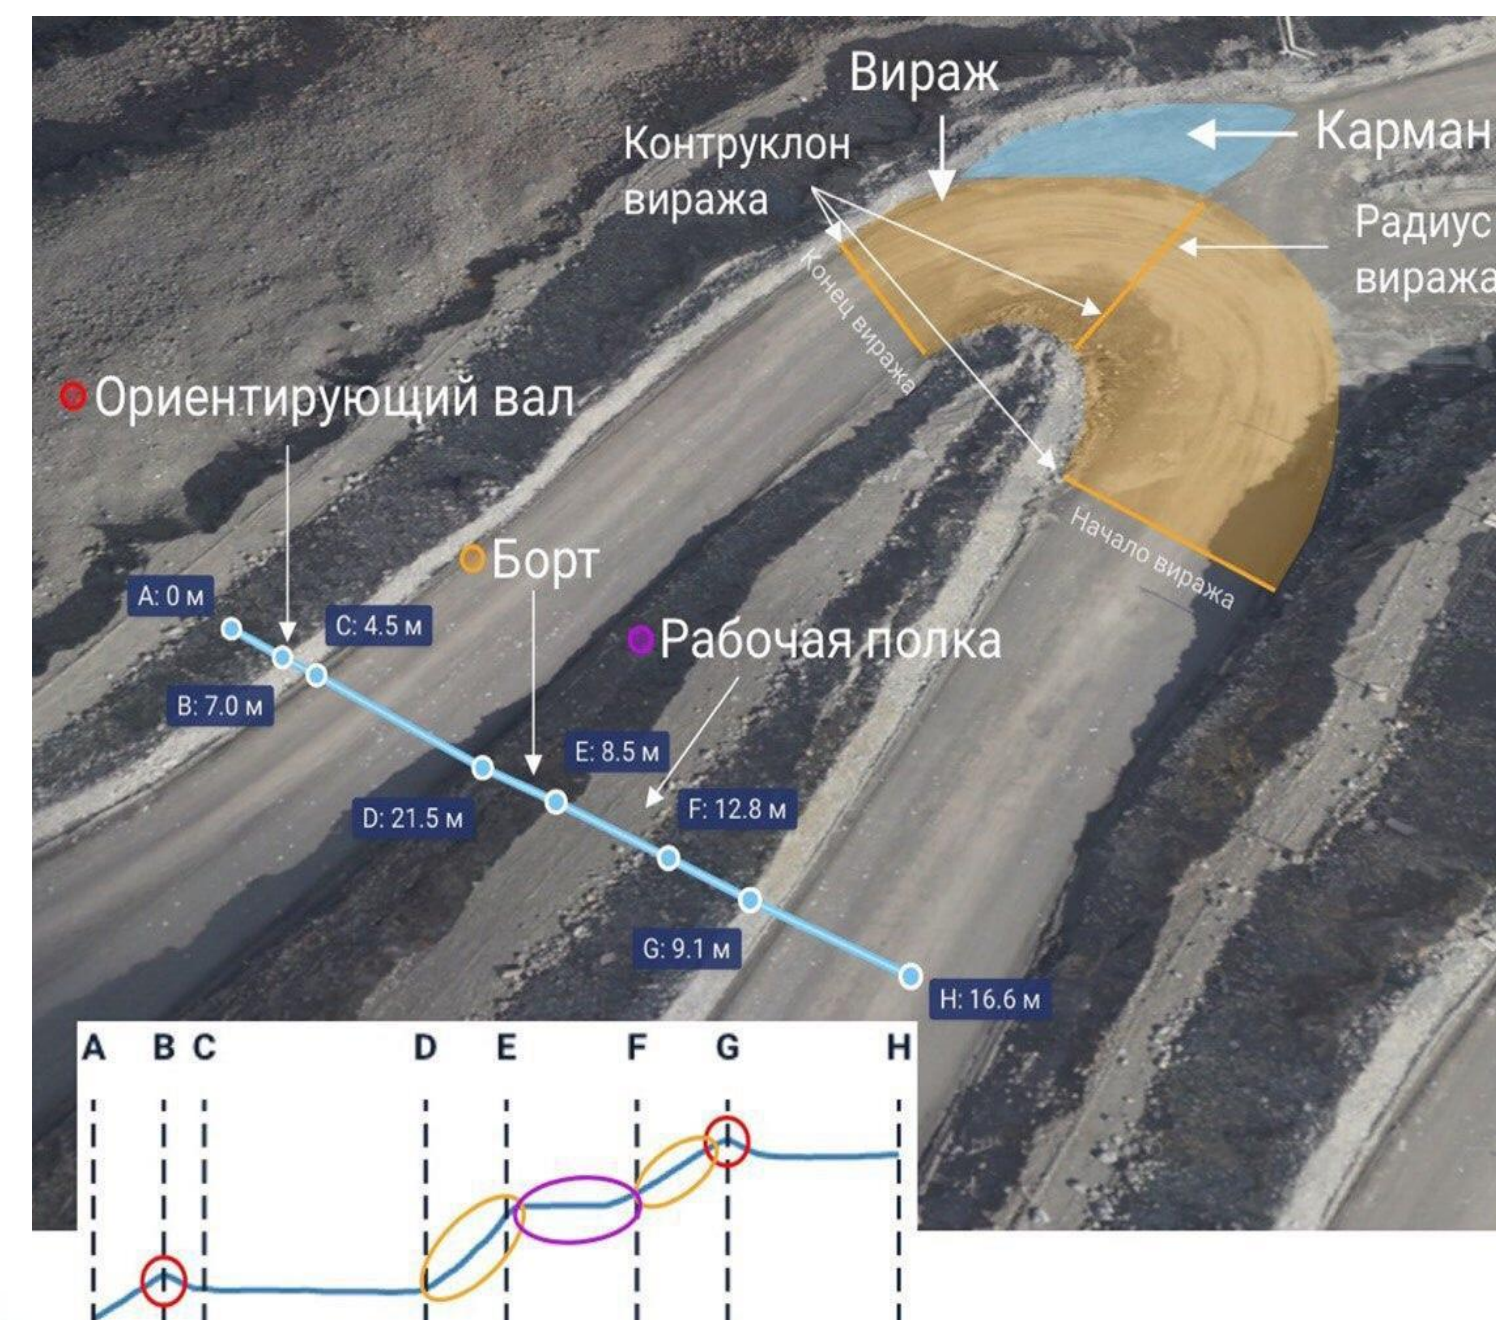 Вираж
Контруклон
виража
Карман
Радиус
виража
Конец виража
Ориентирующий вал
Борт
Начало виража
A: 0 м
C: 4.5 м
Рабочая полка
B: 7.0 м
E: 8.5 м
D: 21.5 м
F: 12.8 м
G: 9.1 м
H: 16.6 м
A B C D E F G H